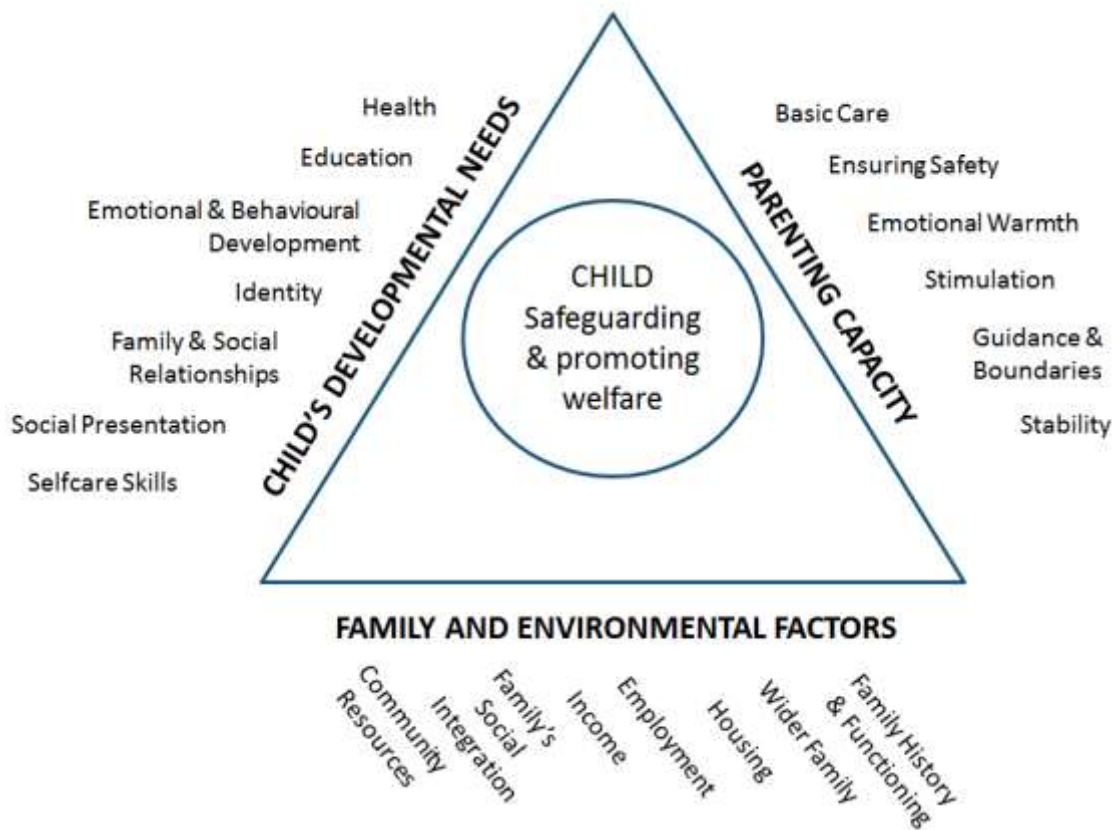 Health
Education
Emotional & Behavioural
Development
Identity
Family & Social
Relationships
Social Presentation
Selfcare Skills
CHILD'S DEVELOPMENTAL NEEDS
CHILD
Safeguarding
& promoting
welfare
PARENTING CAPACITY
Basic Care
Ensuring Safety
Emotional Warmth
Stimulation
Guidance &
Boundaries
Stability
FAMILY AND ENVIRONMENTAL FACTORS
Community
Resources
Family's
Social
Integration
Income
Employment
Housing
Wider Family
Family History
& Functioning